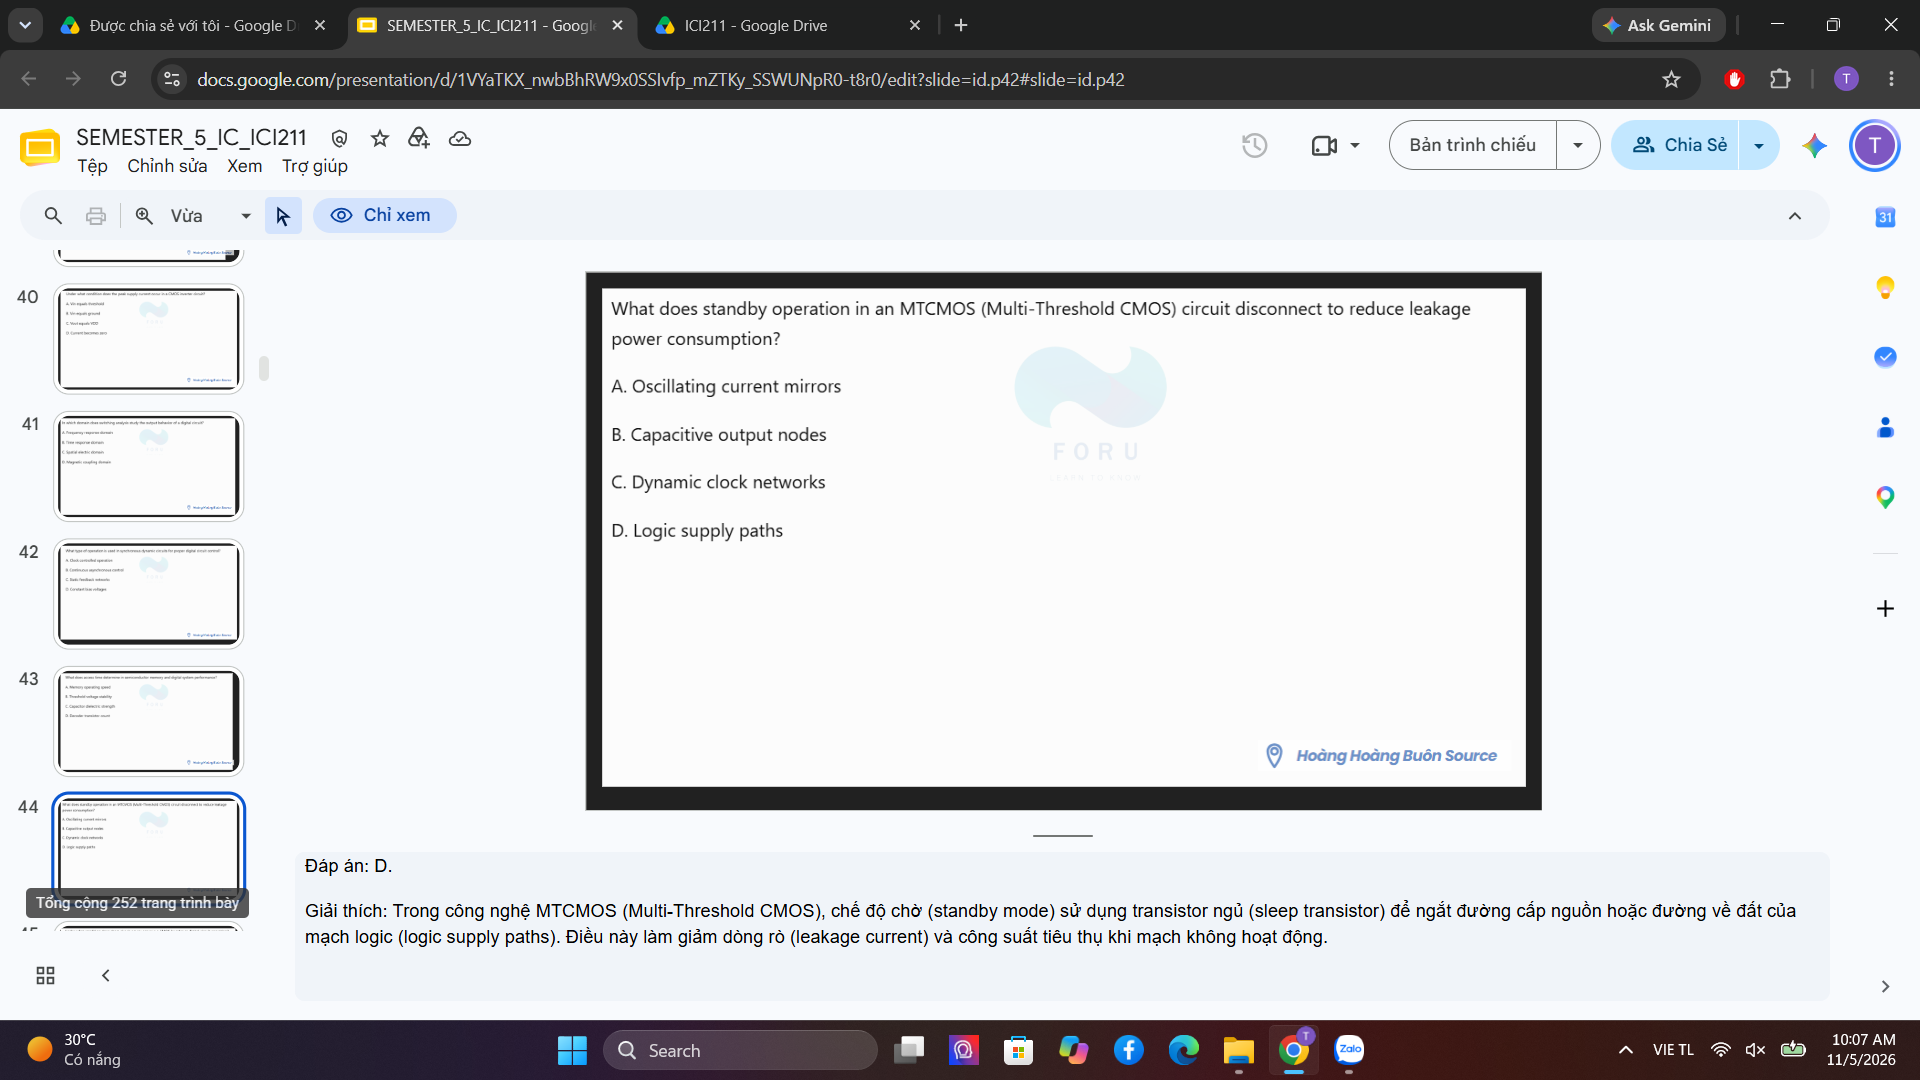 Được chia sẻ với tôi - Google D
SEMESTER_5_IC_ICI211 - Googl
ICI211 - Google Drive
Ask Gemini
docs.google.com/presentation/d/1VYaTKX_nwbBhRW9x0SSIvfp_mZTKy_SSWUNpR0-t8r0/edit?slide=id.p42#slide=id.p42
T
SEMESTER_5_IC_ICI211
Tệp Chỉnh sửa Xem Trợ giúp
Bản trình chiếu
Chia Sẻ
T
Vừa
Chỉ xem
31
40
41
42
43
44
Tổng cộng 252 trang trình bày
What does standby operation in an MTCMOS (Multi-Threshold CMOS) circuit disconnect to reduce leakage
power consumption?
A. Oscillating current mirrors
B. Capacitive output nodes
C. Dynamic clock networks
D. Logic supply paths
FORU
Hoàng Hoàng Buôn Source
Đáp án: D.
Giải thích: Trong công nghệ MTCMOS (Multi-Threshold CMOS), chế độ chờ (standby mode) sử dụng transistor ngủ (sleep transistor) để ngắt đường cấp nguồn hoặc đường về đất của
mạch logic (logic supply paths). Điều này làm giảm dòng rò (leakage current) và công suất tiêu thụ khi mạch không hoạt động.
30°C
Có nắng
Search
T
Zalo
VIE TL
10:07 AM
11/5/2026